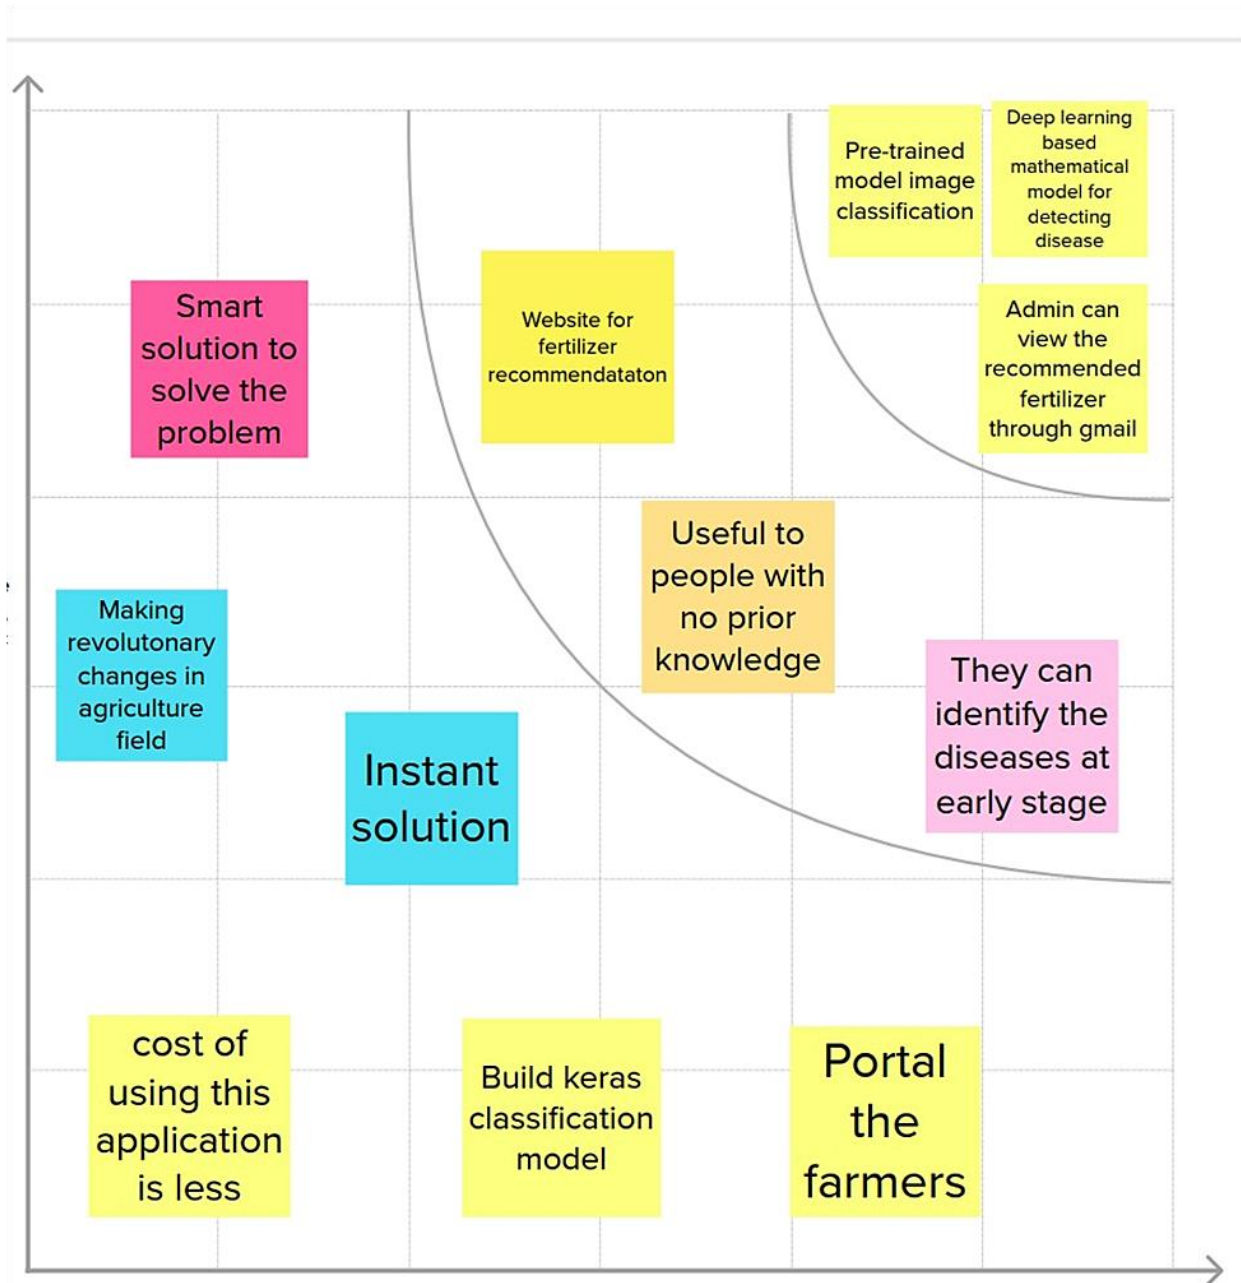 Pre-trained
model image
classification
Deep learning
based
mathematical
model for
detecting
disease
Smart
solution to
solve the
problem
Website for
fertilizer
recommendataton
Admin can
view the
recommended
fertilizer
through gmail
Useful to
people with
no prior
knowledge
Making
revolutonary
changes in
agriculture
field
They can
identify the
diseases at
early stage
Instant
solution
cost of
using this
application
is less
Build keras
classification
model
Portal
the
farmers